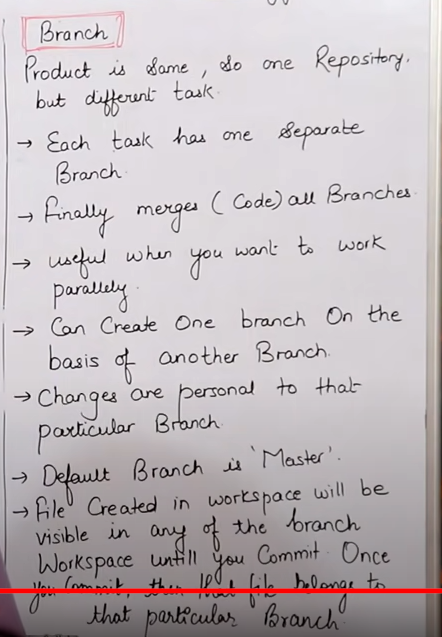 Branch
Product is same, so one Repository.
but different task
→ Each task has one separate
Branch.
→ finally merges (Code) all Branches.
→ useful when you want to work
parallely.
→ Can Create One branch On the
basis of another Branch.
→ Changes are personal to that
particular Branch.
→ Default Branch is 'Master'.
→ File Created in workspace will be
visible in any of the branch
Workspace untill you Commit. Once
you Commit, then that file belongs to
that particular Branch.